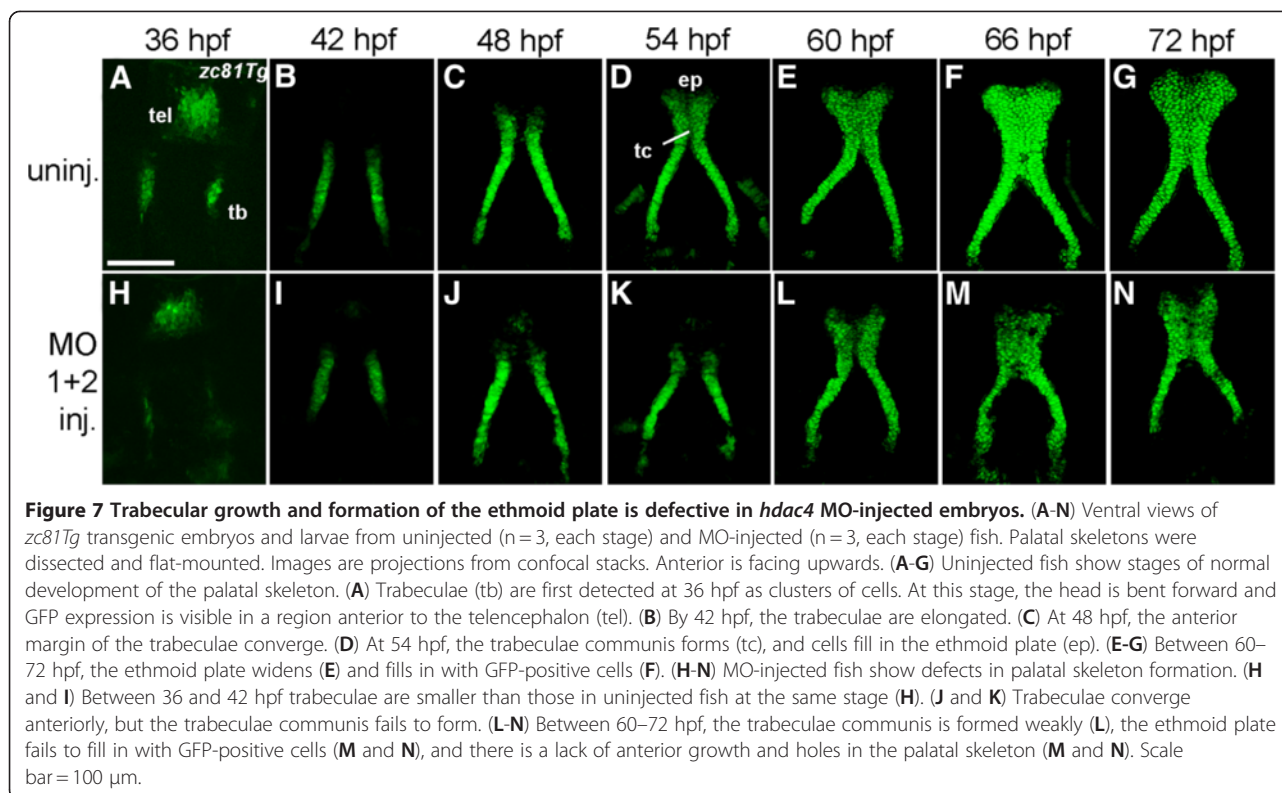 36 hpf 42 hpf 48 hpf 54 hpf 60 hpf 66 hpf 72 hpf
A zc81Tg B C D ep E F G
tel
tc
uninj.
tb
H I J K L M N
MO
1+2
inj.
Figure 7 Trabecular growth and formation of the ethmoid plate is defective in hdac4 MO-injected embryos. (A-N) Ventral views of
zc81Tg transgenic embryos and larvae from uninjected (n = 3, each stage) and MO-injected (n = 3, each stage) fish. Palatal skeletons were
dissected and flat-mounted. Images are projections from confocal stacks. Anterior is facing upwards. (A-G) Uninjected fish show stages of normal
development of the palatal skeleton. (A) Trabeculae (tb) are first detected at 36 hpf as clusters of cells. At this stage, the head is bent forward and
GFP expression is visible in a region anterior to the telencephalon (tel). (B) By 42 hpf, the trabeculae are elongated. (C) At 48 hpf, the anterior
margin of the trabeculae converge. (D) At 54 hpf, the trabeculae communis forms (tc), and cells fill in the ethmoid plate (ep). (E-G) Between 60–
72 hpf, the ethmoid plate widens (E) and fills in with GFP-positive cells (F). (H-N) MO-injected fish show defects in palatal skeleton formation. (H
and I) Between 36 and 42 hpf trabeculae are smaller than those in uninjected fish at the same stage (H). (J and K) Trabeculae converge
anteriorly, but the trabeculae communis fails to form. (L-N) Between 60–72 hpf, the trabeculae communis is formed weakly (L), the ethmoid plate
fails to fill in with GFP-positive cells (M and N), and there is a lack of anterior growth and holes in the palatal skeleton (M and N). Scale
bar = 100 μm.